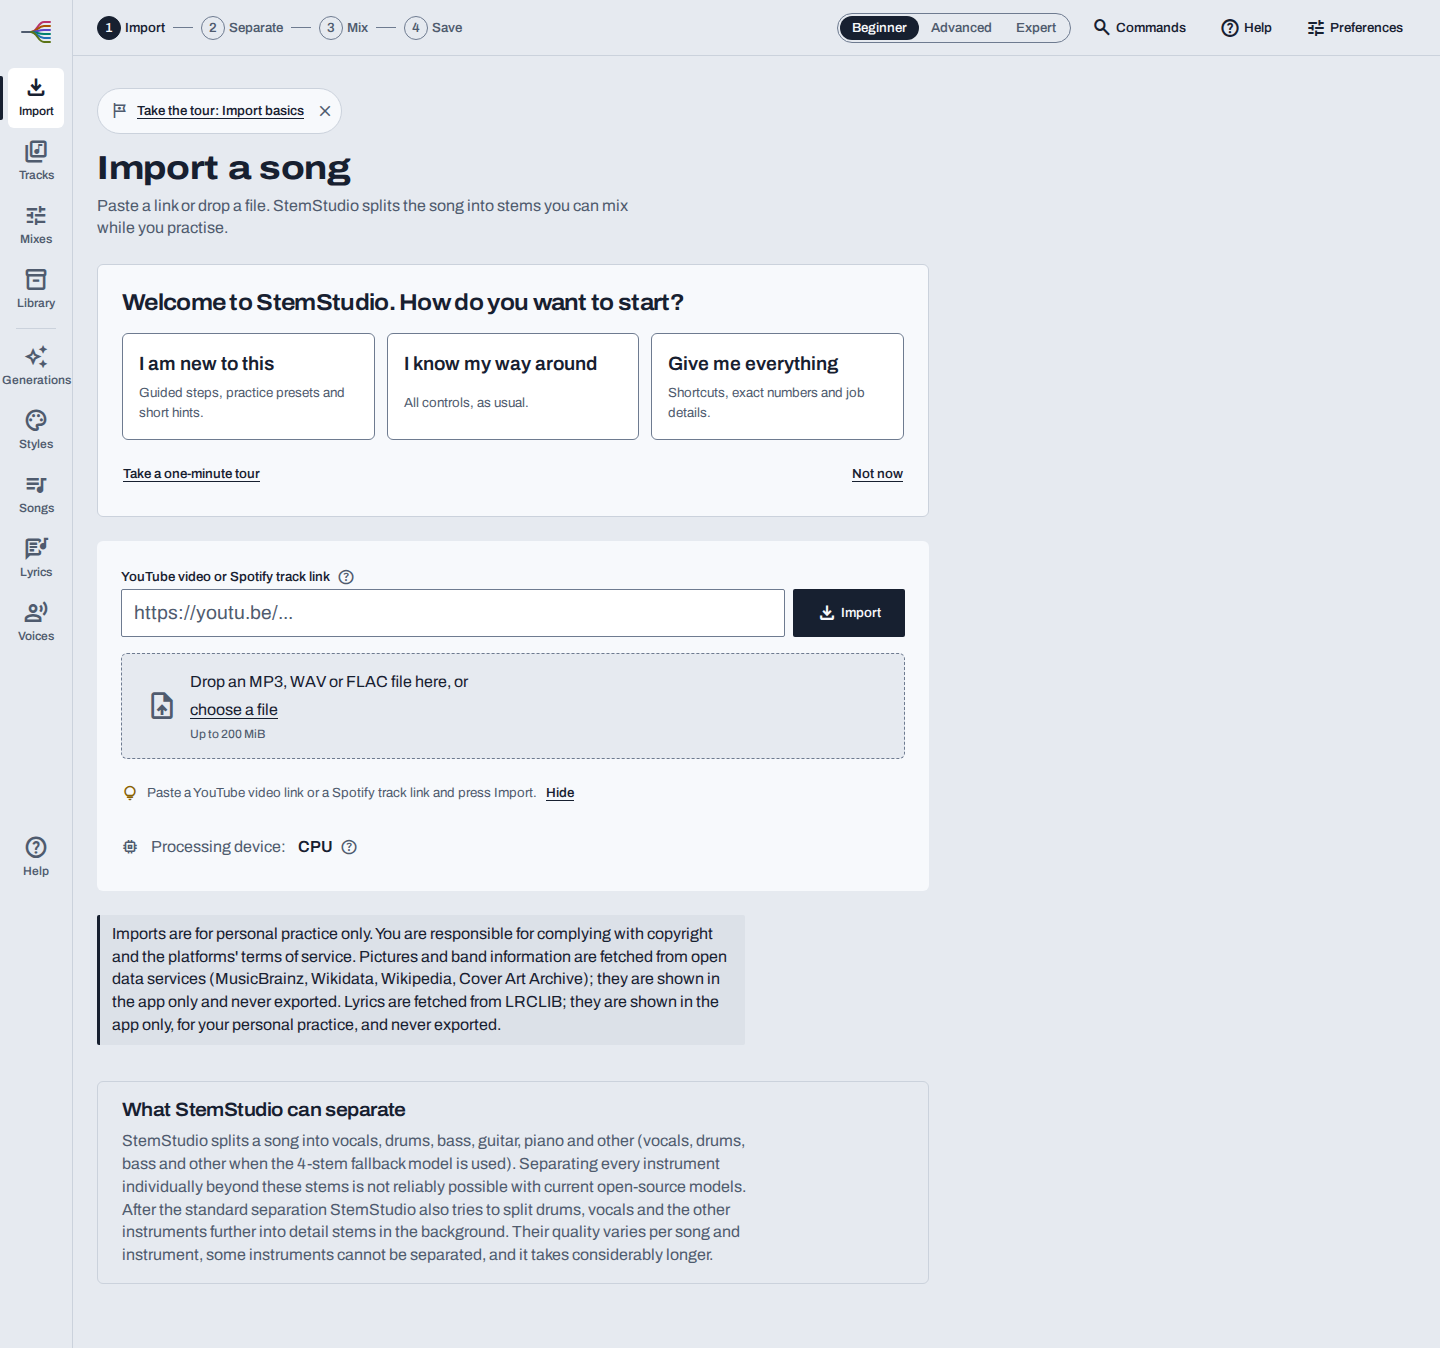 1 Import 2 Separate 3 Mix 4 Save
Beginner Advanced Expert Commands Help Preferences
Import
Tracks
Mixes
Library
Generations
Styles
Songs
Lyrics
Voices
Help
Take the tour: Import basics
Import a song
Paste a link or drop a file. StemStudio splits the song into stems you can mix
while you practise.
Welcome to StemStudio. How do you want to start?
I am new to this
Guided steps, practice presets and
short hints.
I know my way around
All controls, as usual.
Give me everything
Shortcuts, exact numbers and job
details.
Take a one-minute tour
Not now
YouTube video or Spotify track link
https://youtu.be/...
Import
Drop an MP3, WAV or FLAC file here, or
choose a file
Up to 200 MiB
Paste a YouTube video link or a Spotify track link and press Import. Hide
Processing device: CPU
Imports are for personal practice only. You are responsible for complying with copyright
and the platforms' terms of service. Pictures and band information are fetched from open
data services (MusicBrainz, Wikidata, Wikipedia, Cover Art Archive); they are shown in
the app only and never exported. Lyrics are fetched from LRCLIB; they are shown in the
app only, for your personal practice, and never exported.
What StemStudio can separate
StemStudio splits a song into vocals, drums, bass, guitar, piano and other (vocals, drums,
bass and other when the 4-stem fallback model is used). Separating every instrument
individually beyond these stems is not reliably possible with current open-source models.
After the standard separation StemStudio also tries to split drums, vocals and the other
instruments further into detail stems in the background. Their quality varies per song and
instrument, some instruments cannot be separated, and it takes considerably longer.